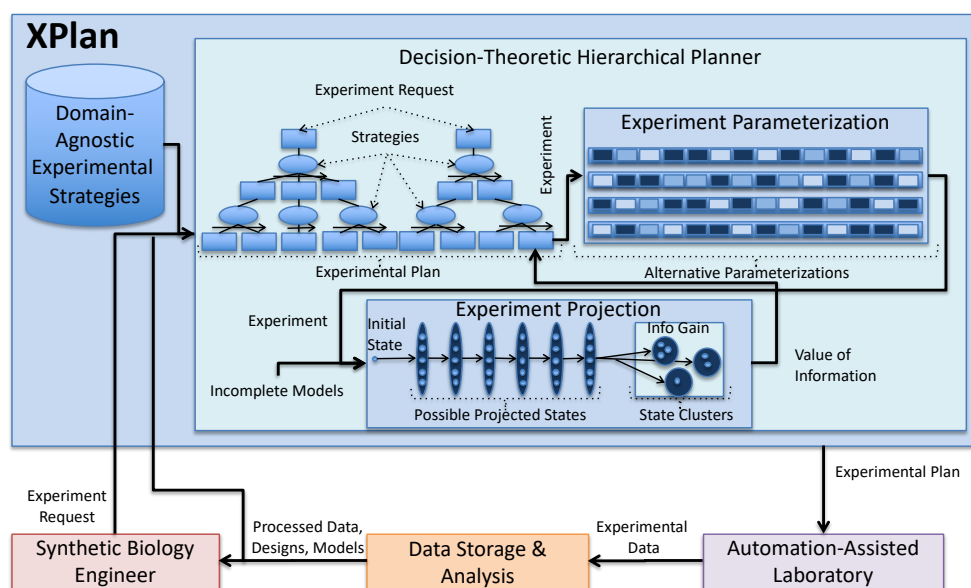 XPlan
Decision-Theoretic Hierarchical Planner
Domain-
Agnostic
Experimental
Strategies
Experiment Request
Strategies
Experimental Plan
Experiment
Experiment Parameterization
Alternative Parameterizations
Experiment
Incomplete Models
Experiment Projection
Initial
State
Info Gain
Possible Projected States
State Clusters
Value of
Information
Experimental Plan
Experiment
Request
Processed Data,
Designs, Models
Experimental
Data
Synthetic Biology
Engineer
Data Storage &
Analysis
Automation-Assisted
Laboratory